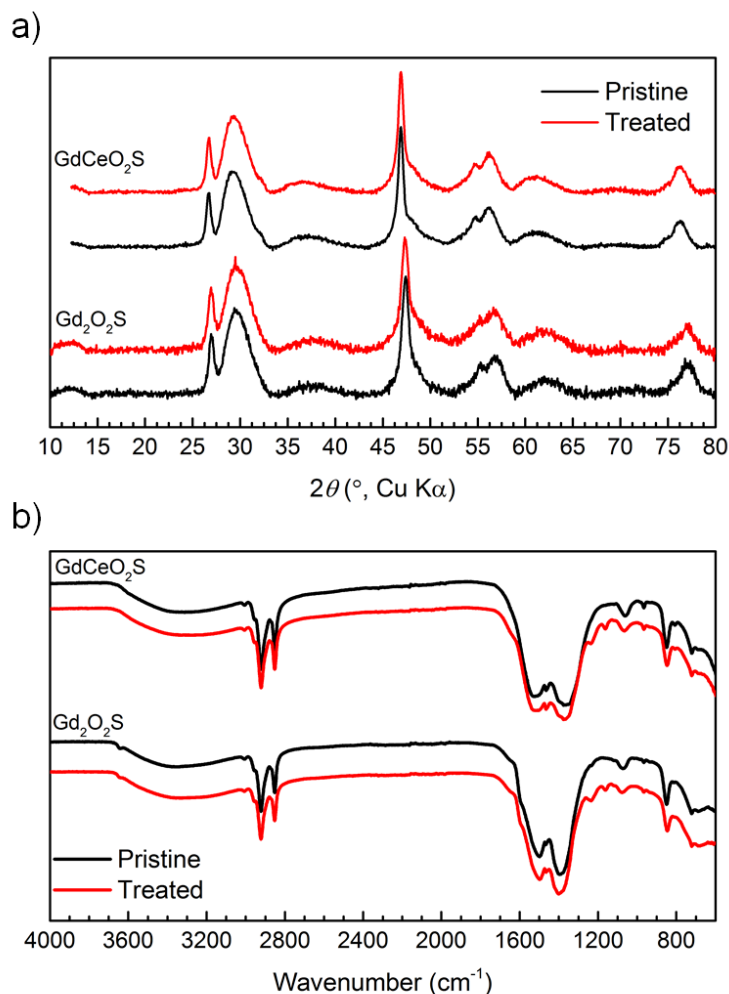 a)
Pristine
Treated
GdCeO₂S
Gd₂O₂S
10 15 20 25 30 35 40 45 50 55 60 65 70 75 80
2θ (°, Cu Kα)
b)
GdCeO₂S
Gd₂O₂S
Pristine
Treated
4000 3600 3200 2800 2400 2000 1600 1200 800
Wavenumber (cm⁻¹)